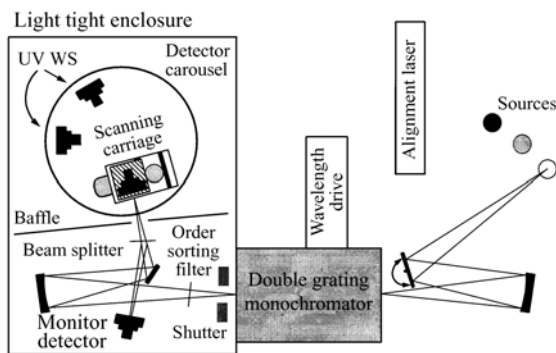 Light tight enclosure
UV WS
Detector
carousel
Scanning
carriage
Baffle
Beam splitter
Order
sorting
filter
Monitor
detector
Shutter
Wavelength
drive
Double grating
monochromator
Alignment laser
Sources